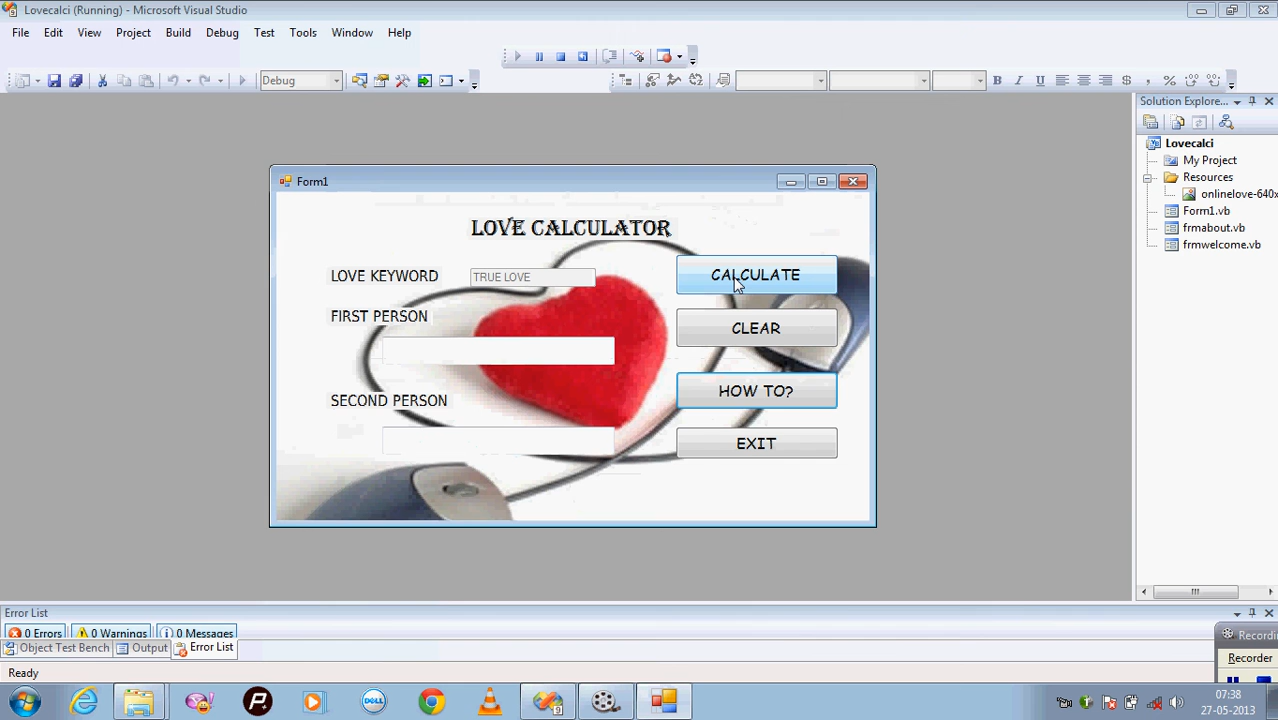 Lovecalci (Running) - Microsoft Visual Studio
File Edit View Project Build Debug Test Tools Window Help
Debug
B I U $ , %
Solution Explore...
Lovecalci
My Project
Resources
onlinelove-640x
Form1.vb
frmabout.vb
frmwelcome.vb
Form1
LOVE CALCULATOR
LOVE KEYWORD TRUE LOVE
FIRST PERSON
SECOND PERSON
CALCULATE
CLEAR
HOW TO?
EXIT
Error List
0 Errors 0 Warnings 0 Messages
Object Test Bench Output Error List
Ready
Recordin
Recorder
DELL
9
07:38
27-05-2013